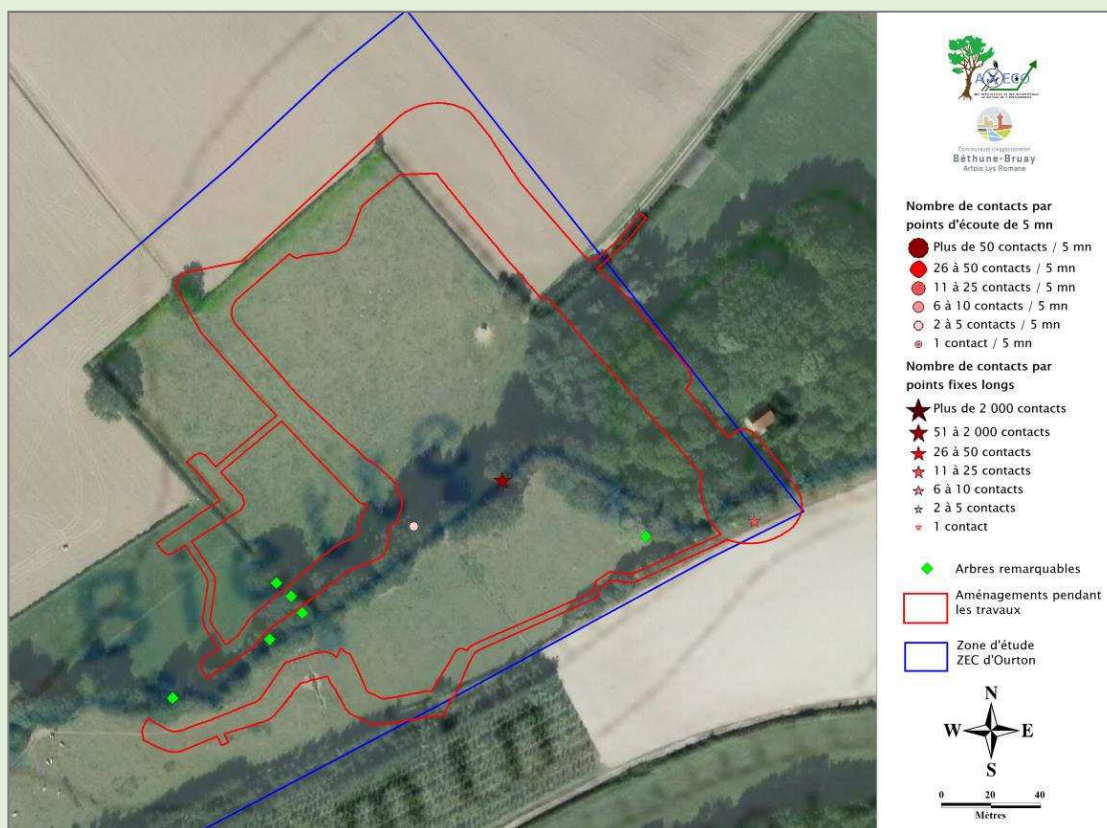 AXECO
Communauté d'Agglomération
Béthune-Bruay
Artois Lys Romane
Nombre de contacts par
points d'écoute de 5 mn
Plus de 50 contacts / 5 mn
26 à 50 contacts / 5 mn
11 à 25 contacts / 5 mn
6 à 10 contacts / 5 mn
2 à 5 contacts / 5 mn
1 contact / 5 mn
Nombre de contacts par
points fixes longs
Plus de 2 000 contacts
51 à 2 000 contacts
26 à 50 contacts
11 à 25 contacts
6 à 10 contacts
2 à 5 contacts
1 contact
Arbres remarquables
Aménagements pendant
les travaux
Zone d'étude
ZEC d'Ourton
N
W E
S
0 20 40
Mètres